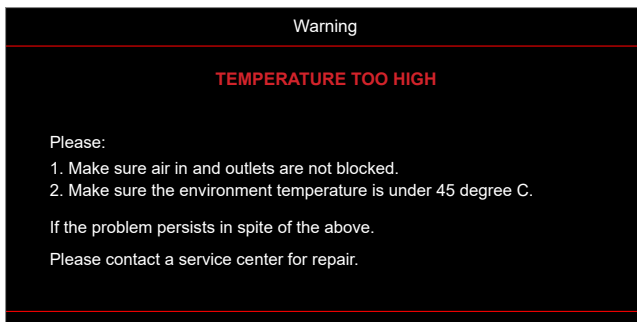 Warning
TEMPERATURE TOO HIGH
Please:
1. Make sure air in and outlets are not blocked.
2. Make sure the environment temperature is under 45 degree C.
If the problem persists in spite of the above.
Please contact a service center for repair.